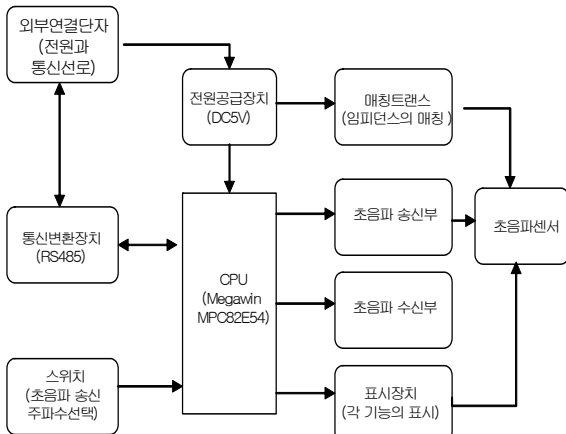 외부연결단자
(전원과
통신선로)
전원공급장치
(DC5V)
매칭트랜스
(임피던스의 매칭 )
통신변환장치
(RS485)
CPU
(Megawin
MPC82E54)
초음파 송신부
초음파센서
초음파 수신부
스위치
(초음파 송신
주파수선택)
표시장치
(각 기능의 표시)